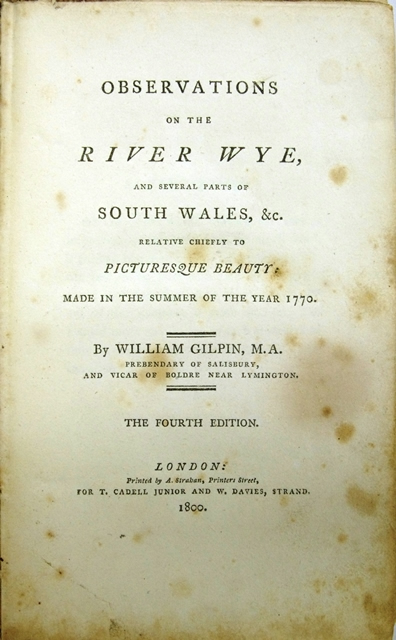 OBSERVATIONS
ON THE
RIVER WYE,
AND SEVERAL PARTS OF
SOUTH WALES, &c.
RELATIVE CHIEFLY TO
PICTURESQUE BEAUTY:
MADE IN THE SUMMER OF THE YEAR 1770.
By WILLIAM GILPIN, M.A.
PREBENDARY OF SALISBURY,
AND VICAR OF BOLDRE NEAR LYMINGTON.
THE FOURTH EDITION.
LONDON:
Printed by A. Strahan, Printers Street,
FOR T. CADELL JUNIOR AND W. DAVIES, STRAND.
1800.